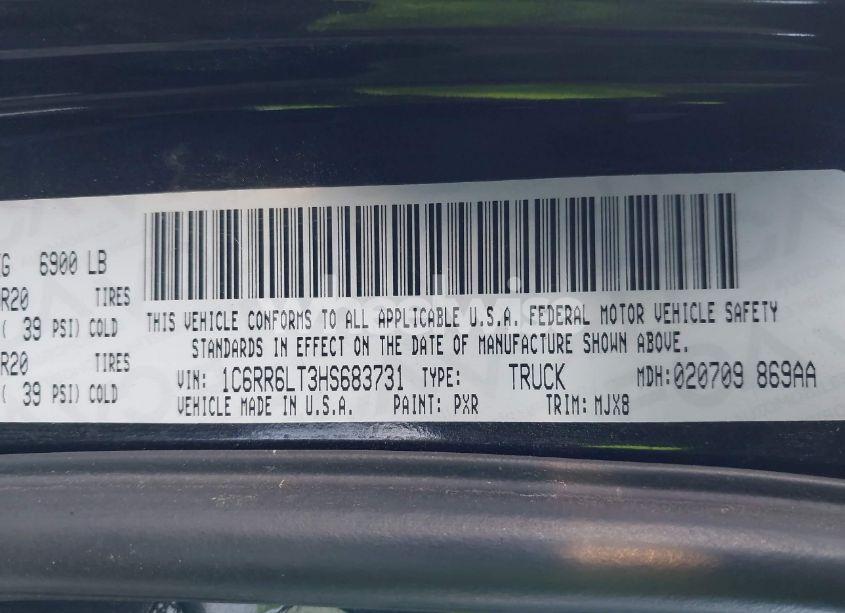 G 6900 LB
R20 TIRES
( 39 PSI) COLD
R20 TIRES
( 39 PSI) COLD
THIS VEHICLE CONFORMS TO ALL APPLICABLE U.S.A. FEDERAL MOTOR VEHICLE SAFETY
STANDARDS IN EFFECT ON THE DATE OF MANUFACTURE SHOWN ABOVE.
VIN: 1C6RR6LT3HS683731 TYPE: TRUCK MDH:020709 869AA
VEHICLE MADE IN U.S.A. PAINT: PXR TRIM: MJX8